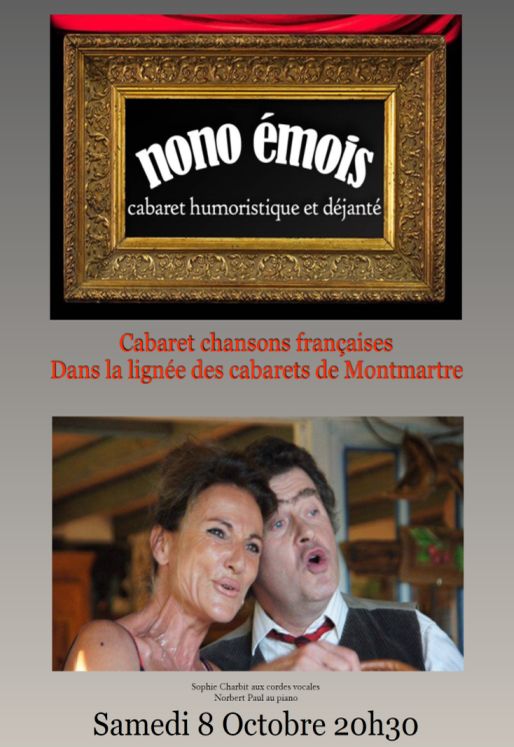 nono émois
cabaret humoristique et déjanté
Cabaret chansons françaises
Dans la lignée des cabarets de Montmartre
Sophie Charbit aux cordes vocales
Norbert Paul au piano
Samedi 8 Octobre 20h30